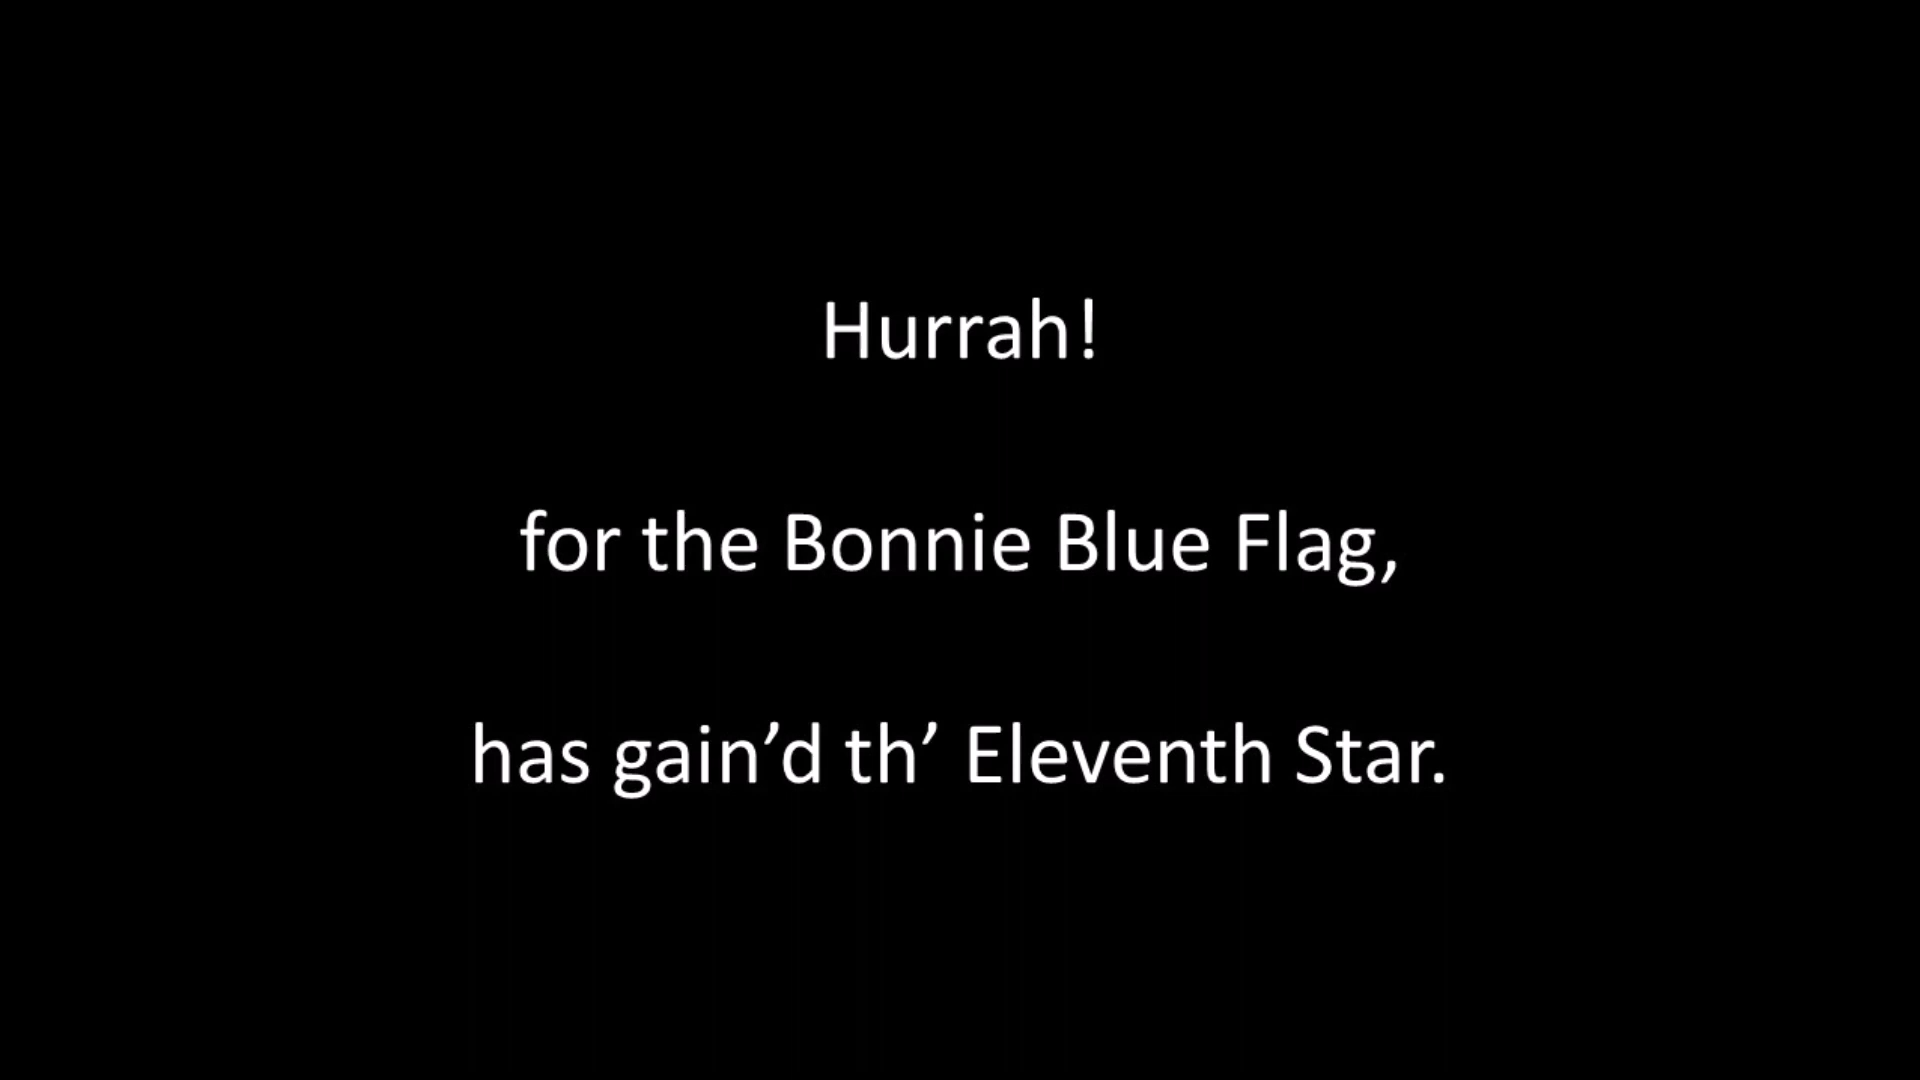 Hurrah!
for the Bonnie Blue Flag,
has gain’d th’ Eleventh Star.